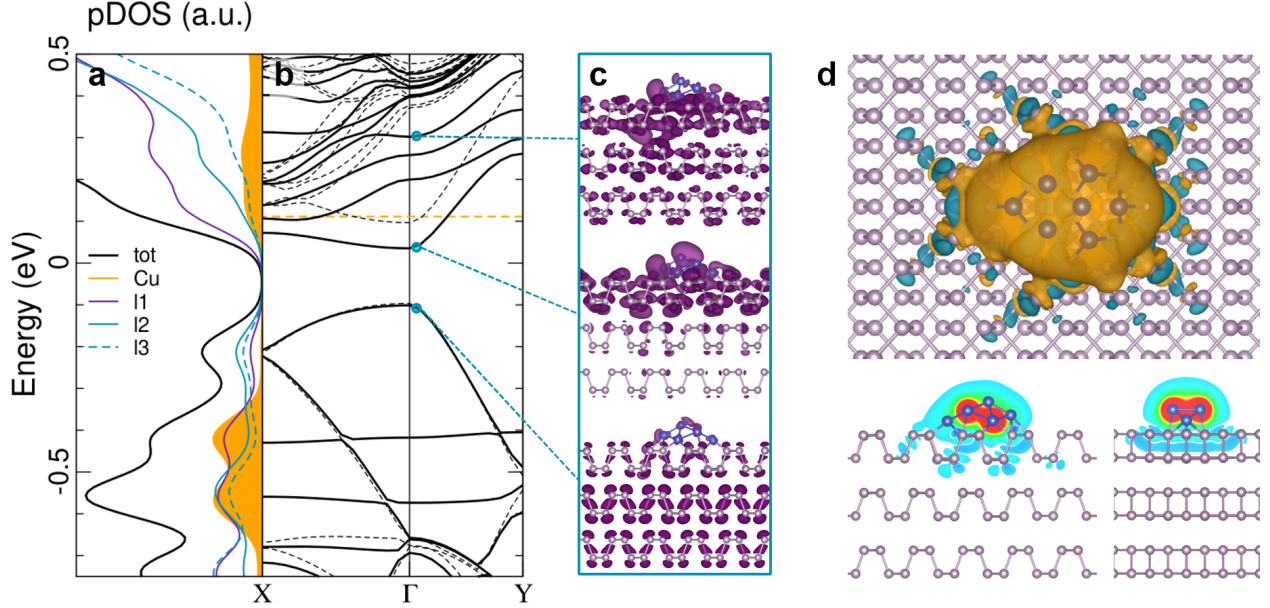 pDOS (a.u.)
a
b
c
d
0.5
0
-0.5
Energy (eV)
tot
Cu
l1
l2
l3
X
Γ
Y